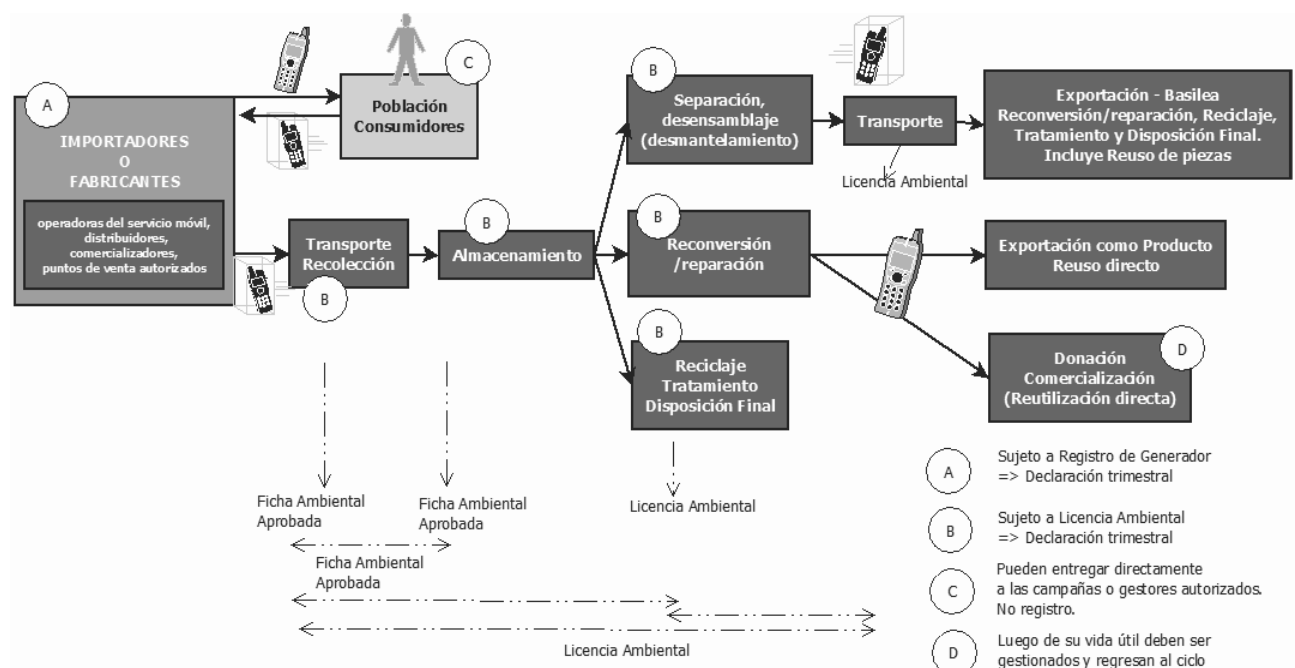 A
IMPORTADORES
O
FABRICANTES
operadoras del servicio móvil,
distribuidores,
comercializadores,
puntos de venta autorizados
C
Población
Consumidores
Transporte
Recolección
B
B
Almacenamiento
B
Separación,
desensamblaje
(desmantelamiento)
Transporte
Licencia Ambiental
Exportación - Basilea
Reconversión/reparación, Reciclaje,
Tratamiento y Disposición Final.
Incluye Reuso de piezas
B
Reconversión
/reparación
Exportación como Producto
Reuso directo
B
Reciclaje
Tratamiento
Disposición Final
D
Donación
Comercialización
(Reutilización directa)
Ficha Ambiental
Aprobada
Ficha Ambiental
Aprobada
Licencia Ambiental
Ficha Ambiental
Aprobada
Licencia Ambiental
A
Sujeto a Registro de Generador
=> Declaración trimestral
B
Sujeto a Licencia Ambiental
=> Declaración trimestral
C
Pueden entregar directamente
a las campañas o gestores autorizados.
No registro.
D
Luego de su vida útil deben ser
gestionados y regresan al ciclo